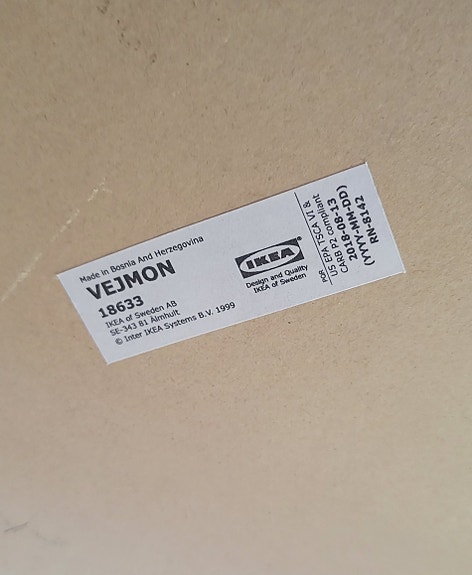 Made in Bosnia And Herzegovina
VEJMON
18633
IKEA of Sweden AB
SE-343 81 Älmhult
© Inter IKEA Systems B.V. 1999
IKEA®
Design and Quality
IKEA of Sweden
For
US EPA TSCA VI &
CARB P2 compliant
2018-08-13
(YYYY-MM-DD)
RN-8142